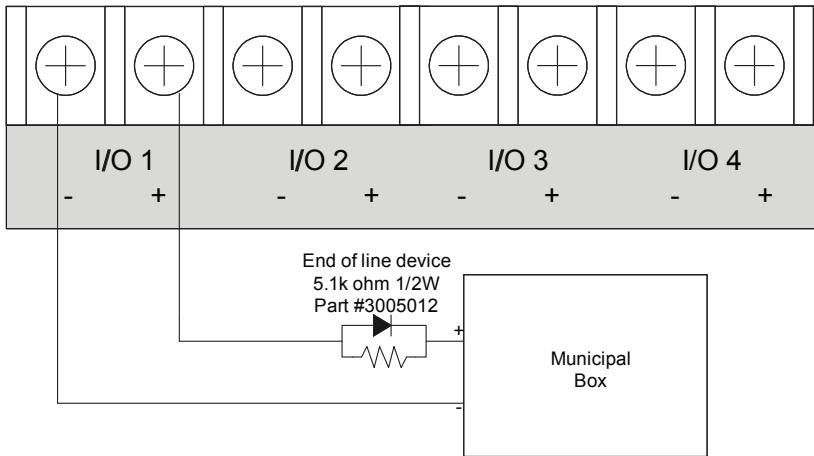 I/O 1 I/O 2 I/O 3 I/O 4
- + - + - + - +
End of line device
5.1k ohm 1/2W
Part #3005012
+
Municipal
Box
-